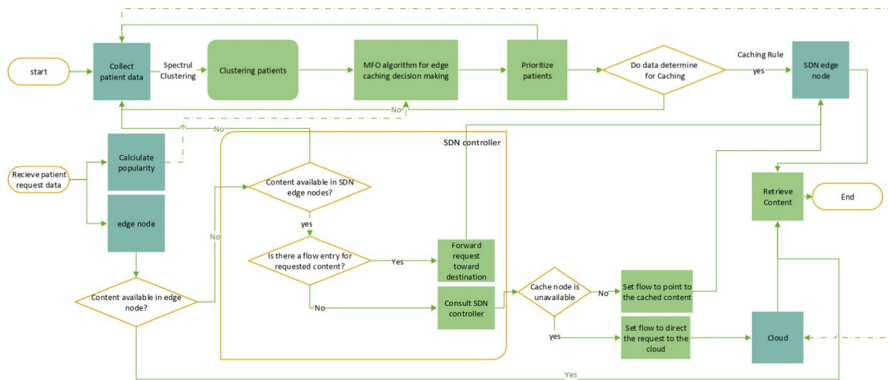 start
Collect
patient data
Spectrul
Clustering
Clustering patients
MFO algorithm for edge
caching decision making
Prioritize
patients
Do data determine
for Caching
Caching Rule
yes
SDN edge
node
No
No
SDN controller
Recieve patient
request data
Calciulate
popularity
edge node
Content available in edge
node?
No
Content available in SDN
edge nodes?
yes
Is there a flow entry for
requested content?
Yes
Forward
request
toward
destination
No
Consult SDN
controller
Cache node is
unavailable
No
Set flow to point to
the cached content
yes
Set flow to direct
the request to the
cloud
Cloud
Retrieve
Content
End
Yes